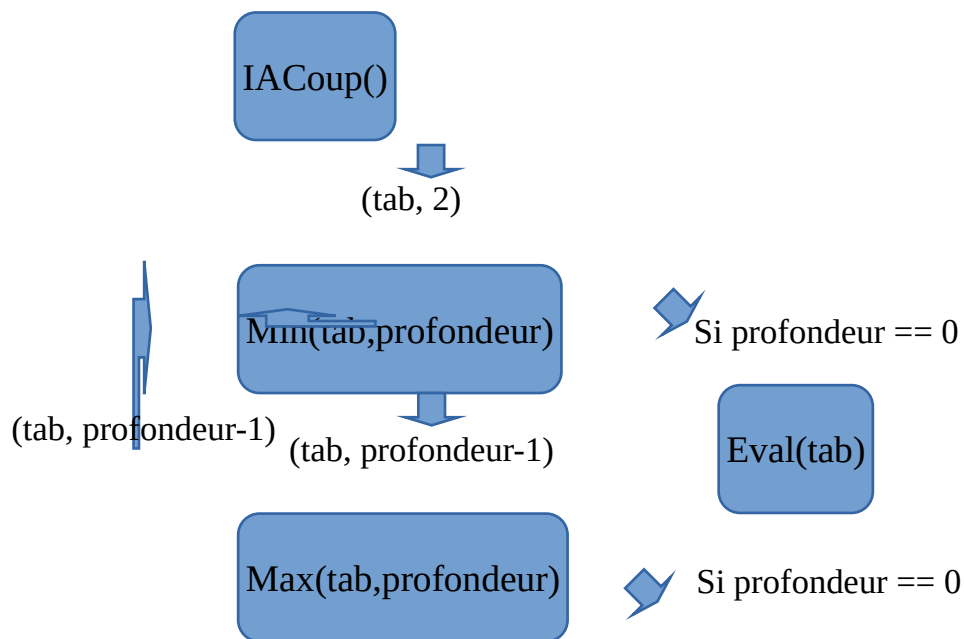 IACoup()
(tab, 2)
Min(tab,profondeur)
Si profondeur == 0
(tab, profondeur-1)
(tab, profondeur-1)
Eval(tab)
Max(tab,profondeur)
Si profondeur == 0